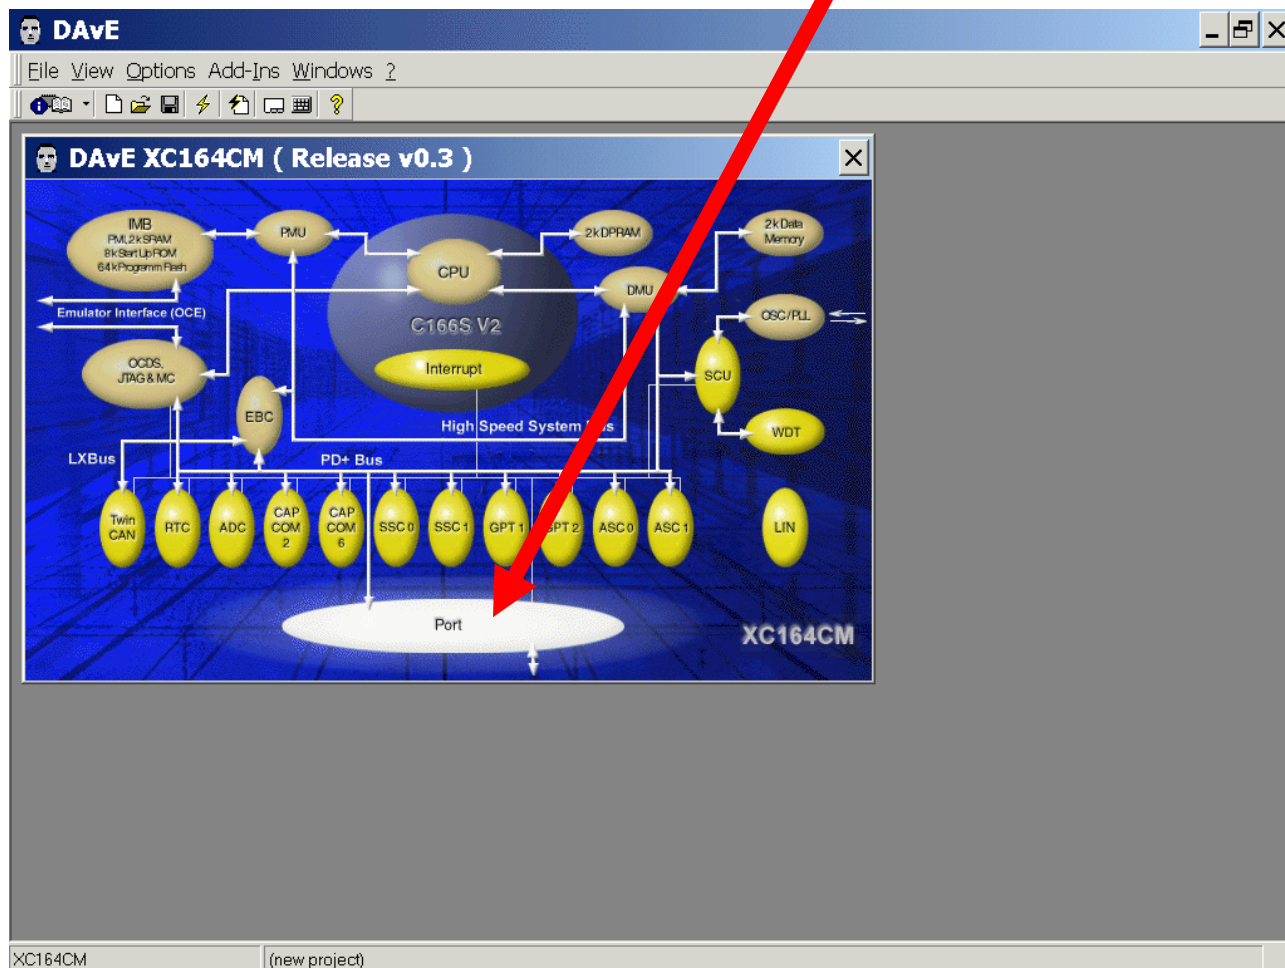 DAvE
File View Options Add-Ins Windows ?
DAvE XC164CM ( Release v0.3 )
IMB
PMI, 2k SRAM
8k Start Up ROM
64k Programm Flash
PMU
CPU
2k DPRAM
2k Data
Memory
DMU
Emulator Interface (OCE)
C166S V2
OSC/PLL
OCDS,
JTAG & MC
Interrupt
SCU
EBC
High Speed System
WDT
LXBus
PD+ Bus
Twin
CAN
RTC
ADC
CAP
COM
2
CAP
COM
6
SSC 0
SSC 1
GPT 1
GPT 2
ASC 0
ASC 1
LIN
Port
XC164CM
XC164CM
(new project)